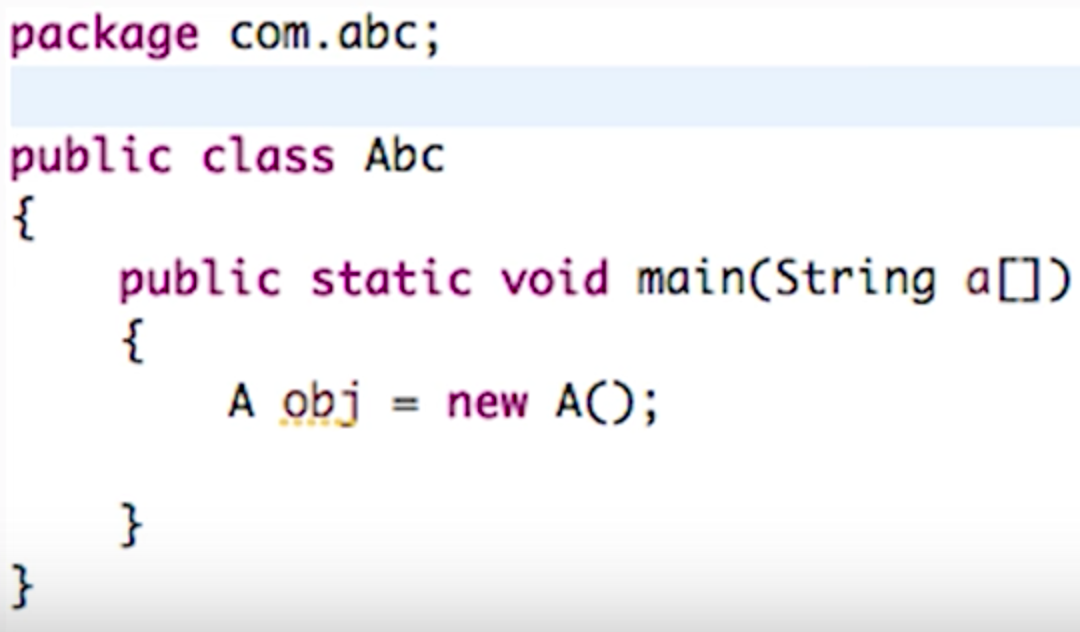 package com.abc;
public class Abc
{
    public static void main(String a[])
    {
        A obj = new A();
    }
}